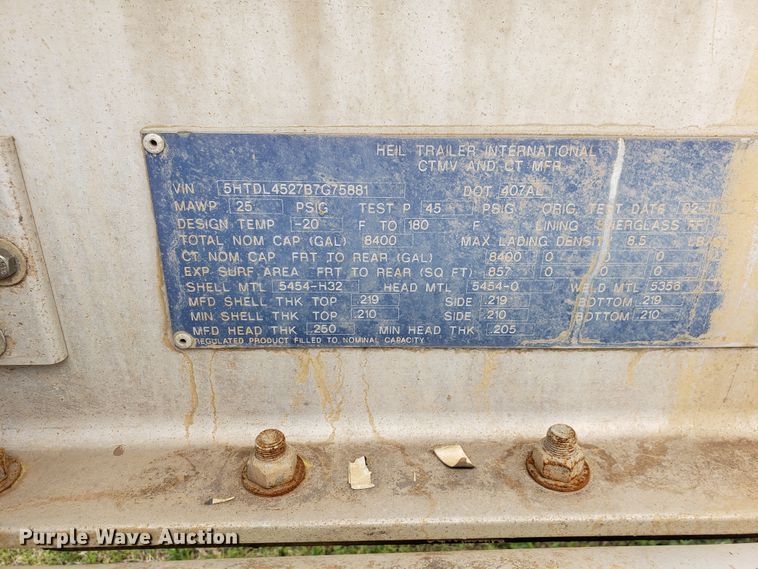 HEIL TRAILER INTERNATIONAL
CTMV AND CT MFR
VIN 5HTDL4527B7G75881 DOT 407AL
MAWP 25 PSIG TEST P 45 PSIG ORIG. TEST DATE 02-
DESIGN TEMP -20 F TO 180 F LINING
TOTAL NOM CAP (GAL) 8400 MAX LADING DENSITY 8.5 LB/
CT NOM CAP FRT TO REAR (GAL) 8400 0 0 0
EXP SURF AREA FRT TO REAR (SQ FT) 857 0 0 0
SHELL MTL 5454-H32 HEAD MTL 5454-0 WELD MTL 5356
MFD SHELL THK TOP .219 SIDE .219 BOTTOM .219
MIN SHELL THK TOP .210 SIDE .210 BOTTOM .210
MFD HEAD THK .250 MIN HEAD THK .205
REGULATED PRODUCT FILLED TO NOMINAL CAPACITY
Purple Wave Auction